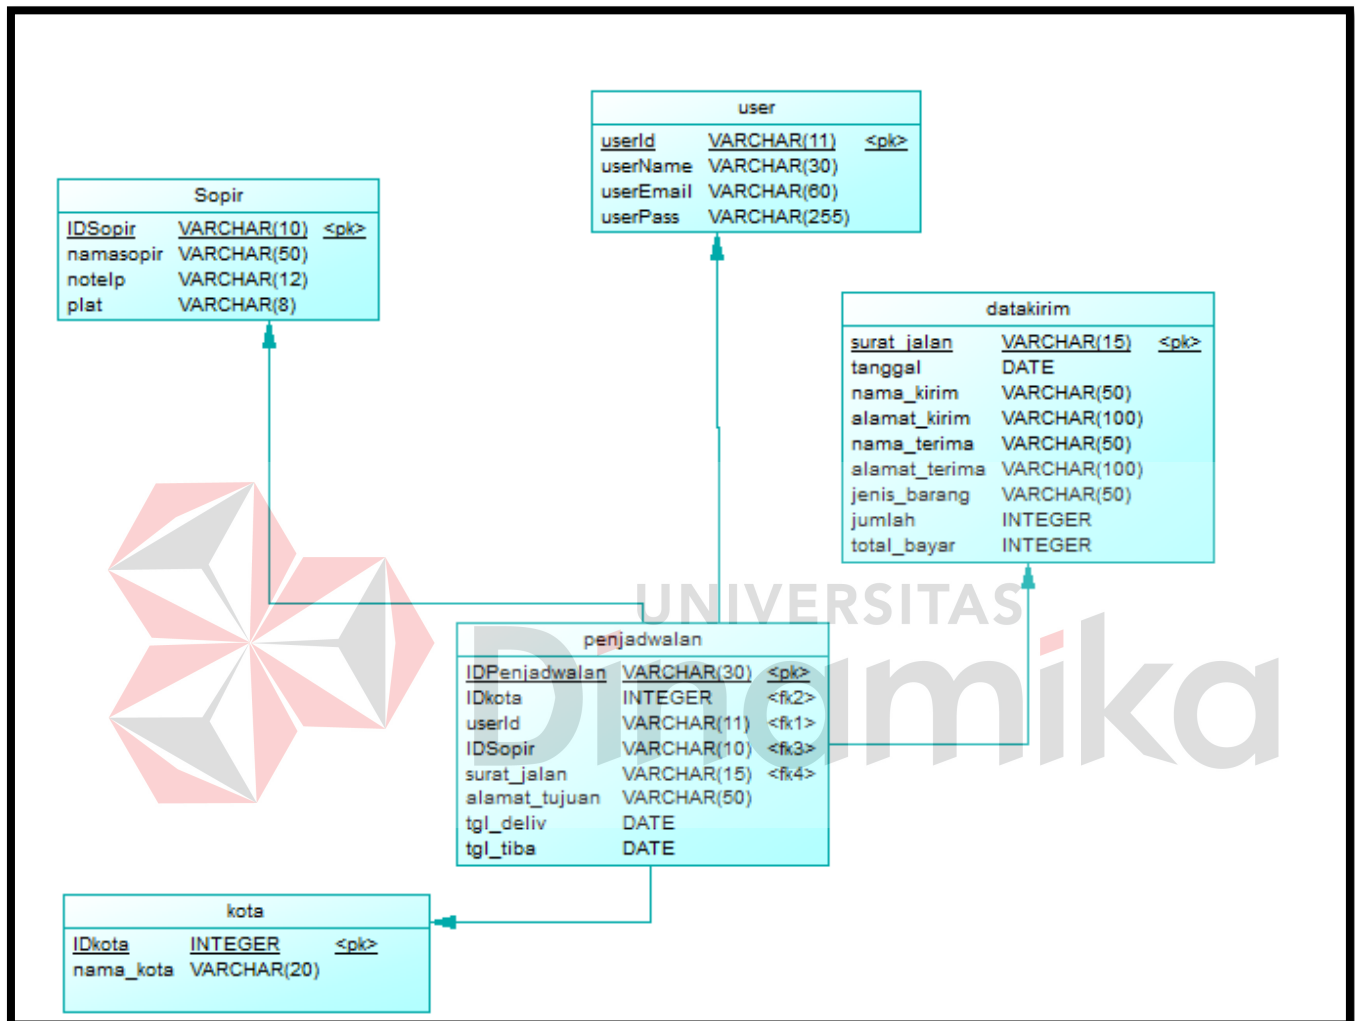 user
userId VARCHAR(11) <pk>
userName VARCHAR(30)
userEmail VARCHAR(60)
userPass VARCHAR(255)
Sopir
IDSopir VARCHAR(10) <pk>
namasopir VARCHAR(50)
notelp VARCHAR(12)
plat VARCHAR(8)
datakirim
surat_jalan VARCHAR(15) <pk>
tanggal DATE
nama_kirim VARCHAR(50)
alamat_kirim VARCHAR(100)
nama_terima VARCHAR(50)
alamat_terima VARCHAR(100)
jenis_barang VARCHAR(50)
jumlah INTEGER
total_bayar INTEGER
UNIVERSITAS
Dinamika
penjadwalan
IDPenjadwalan VARCHAR(30) <pk>
IDkota INTEGER <fk2>
userId VARCHAR(11) <fk1>
IDSopir VARCHAR(10) <fk3>
surat_jalan VARCHAR(15) <fk4>
alamat_tujuan VARCHAR(50)
tgl_deliv DATE
tgl_tiba DATE
kota
IDkota INTEGER <pk>
nama_kota VARCHAR(20)